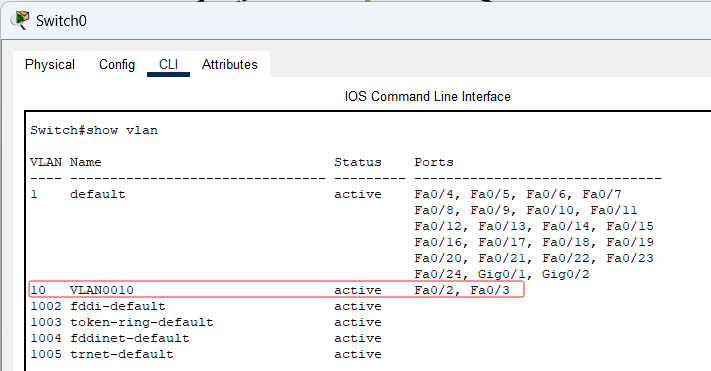 Switch0
Physical Config CLI Attributes
IOS Command Line Interface
Switch#show vlan
VLAN Name                             Status    Ports
---- -------------------------------- --------- -------------------------------
1    default                          active    Fa0/4, Fa0/5, Fa0/6, Fa0/7
                                                Fa0/8, Fa0/9, Fa0/10, Fa0/11
                                                Fa0/12, Fa0/13, Fa0/14, Fa0/15
                                                Fa0/16, Fa0/17, Fa0/18, Fa0/19
                                                Fa0/20, Fa0/21, Fa0/22, Fa0/23
                                                Fa0/24, Gig0/1, Gig0/2
10   VLAN0010                         active    Fa0/2, Fa0/3
1002 fddi-default                     active
1003 token-ring-default               active
1004 fddinet-default                  active
1005 trnet-default                    active